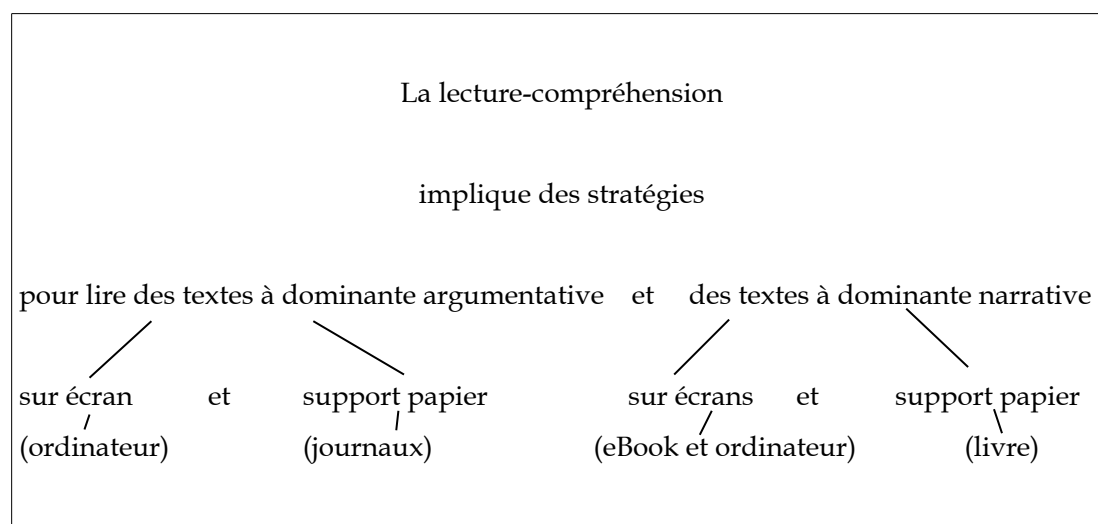 La lecture-compréhension
implique des stratégies
pour lire des textes à dominante argumentative et des textes à dominante narrative
sur écran et support papier sur écrans et support papier
(ordinateur) (journaux) (eBook et ordinateur) (livre)